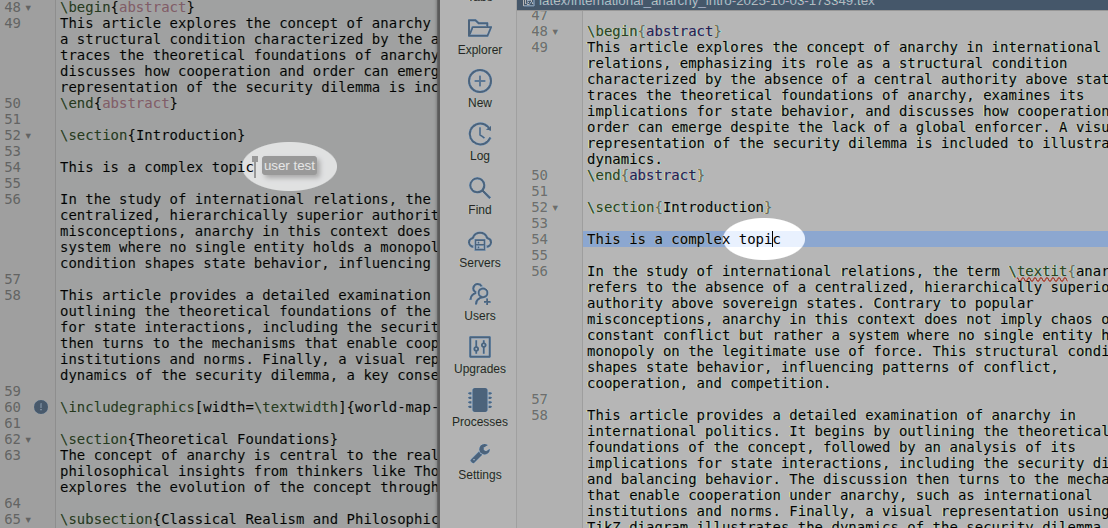 48
\begin{abstract}
49
This article explores the concept of anarchy
a structural condition characterized by the a
traces the theoretical foundations of anarchy
discusses how cooperation and order can emerg
representation of the security dilemma is inc
50
\end{abstract}
51
52
\section{Introduction}
53
54
This is a complex topic
user test
55
56
In the study of international relations, the
centralized, hierarchically superior authorit
misconceptions, anarchy in this context does
system where no single entity holds a monopol
condition shapes state behavior, influencing
57
58
This article provides a detailed examination
outlining the theoretical foundations of the
for state interactions, including the securit
then turns to the mechanisms that enable coop
institutions and norms. Finally, a visual rep
dynamics of the security dilemma, a key conse
59
60
\includegraphics[width=\textwidth]{world-map-
61
62
\section{Theoretical Foundations}
63
The concept of anarchy is central to the real
philosophical insights from thinkers like Tho
explores the evolution of the concept through
64
65
\subsection{Classical Realism and Philosophic
Explorer
New
Log
Find
Servers
Users
Upgrades
Processes
Settings
latex/international_anarchy_intro-2025-10-03-173349.tex
47
48
\begin{abstract}
49
This article explores the concept of anarchy in international
relations, emphasizing its role as a structural condition
characterized by the absence of a central authority above stat
traces the theoretical foundations of anarchy, examines its
implications for state behavior, and discusses how cooperation
order can emerge despite the lack of a global enforcer. A visu
representation of the security dilemma is included to illustra
dynamics.
50
\end{abstract}
51
52
\section{Introduction}
53
54
This is a complex topic
55
56
In the study of international relations, the term \textit{anar
refers to the absence of a centralized, hierarchically superio
authority above sovereign states. Contrary to popular
misconceptions, anarchy in this context does not imply chaos o
constant conflict but rather a system where no single entity h
monopoly on the legitimate use of force. This structural condi
shapes state behavior, influencing patterns of conflict,
cooperation, and competition.
57
58
This article provides a detailed examination of anarchy in
international politics. It begins by outlining the theoretical
foundations of the concept, followed by an analysis of its
implications for state interactions, including the security di
and balancing behavior. The discussion then turns to the mecha
that enable cooperation under anarchy, such as international
institutions and norms. Finally, a visual representation using
TikZ diagram illustrates the dynamics of the security dilemma,